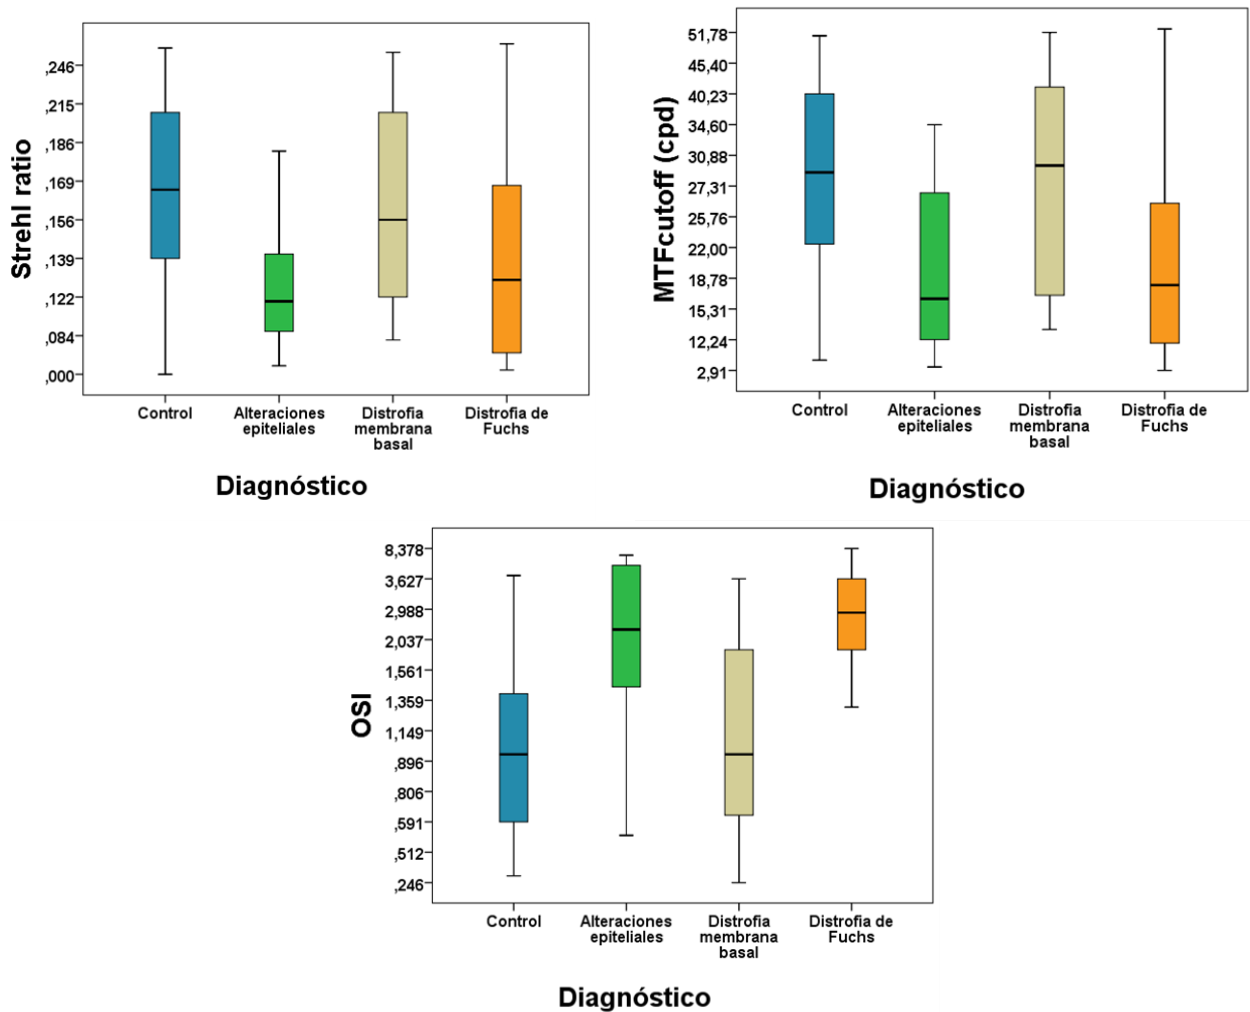 Strehl ratio
,246
,215
,186
,169
,156
,139
,122
,084
,000
Control
Alteraciones
epiteliales
Distrofia
membrana
basal
Distrofia de
Fuchs
Diagnóstico
MTFcutoff (cpd)
51,78
45,40
40,23
34,60
30,88
27,31
25,76
22,00
18,78
15,31
12,24
2,91
Control
Alteraciones
epiteliales
Distrofia
membrana
basal
Distrofia de
Fuchs
Diagnóstico
OSI
8,378
3,627
2,988
2,037
1,561
1,359
1,149
,896
,806
,591
,512
,246
Control
Alteraciones
epiteliales
Distrofia
membrana
basal
Distrofia de
Fuchs
Diagnóstico